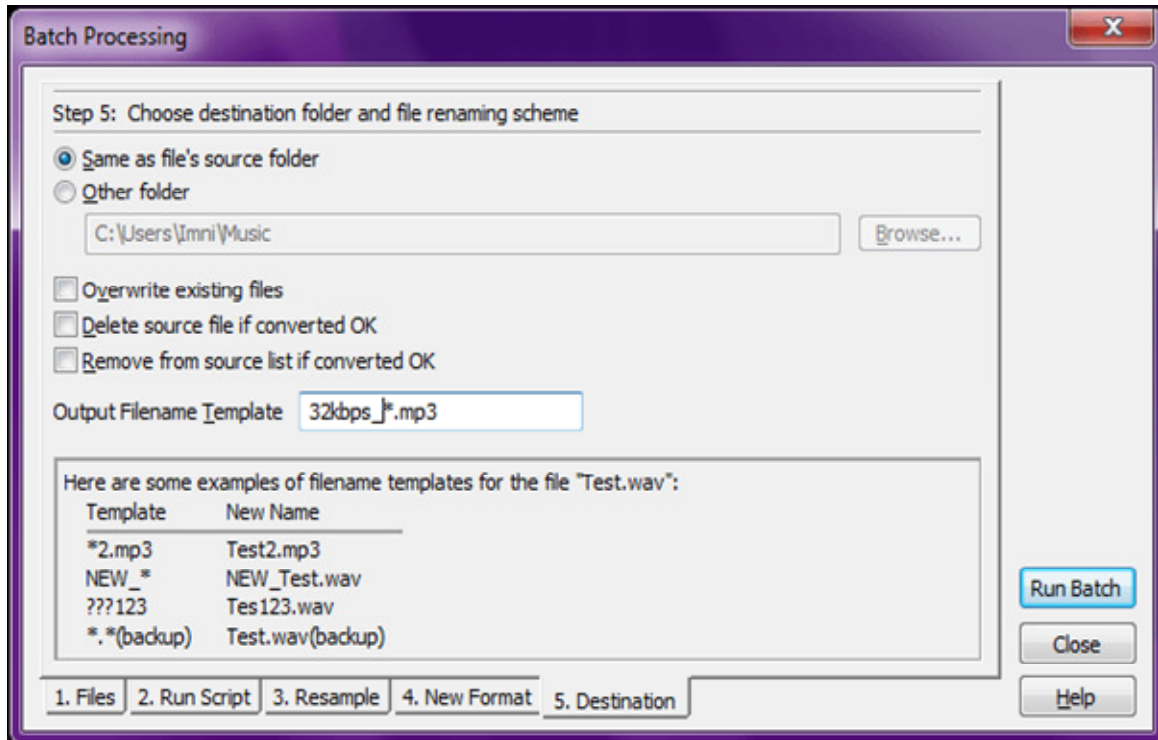 Batch Processing
Step 5: Choose destination folder and file renaming scheme
Same as file's source folder
Other folder
C:\Users\Imni\Music
Browse...
Overwrite existing files
Delete source file if converted OK
Remove from source list if converted OK
Output Filename Template 32kbps_*.mp3
Here are some examples of filename templates for the file "Test.wav":
Template New Name
*2.mp3 Test2.mp3
NEW_* NEW_Test.wav
???123 Tes123.wav
*.*(backup) Test.wav(backup)
Run Batch
Close
Help
1. Files 2. Run Script 3. Resample 4. New Format 5. Destination